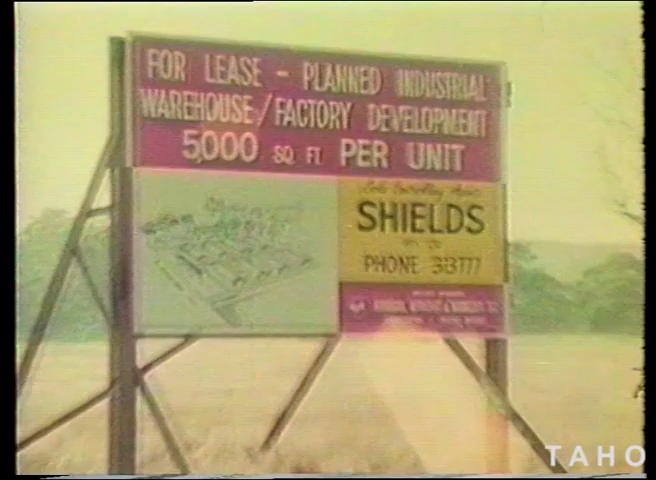 FOR LEASE - PLANNED INDUSTRIAL
WAREHOUSE/FACTORY DEVELOPMENT
5,000 SQ. FT. PER UNIT
SHIELDS
PHONE 313777
TAHO